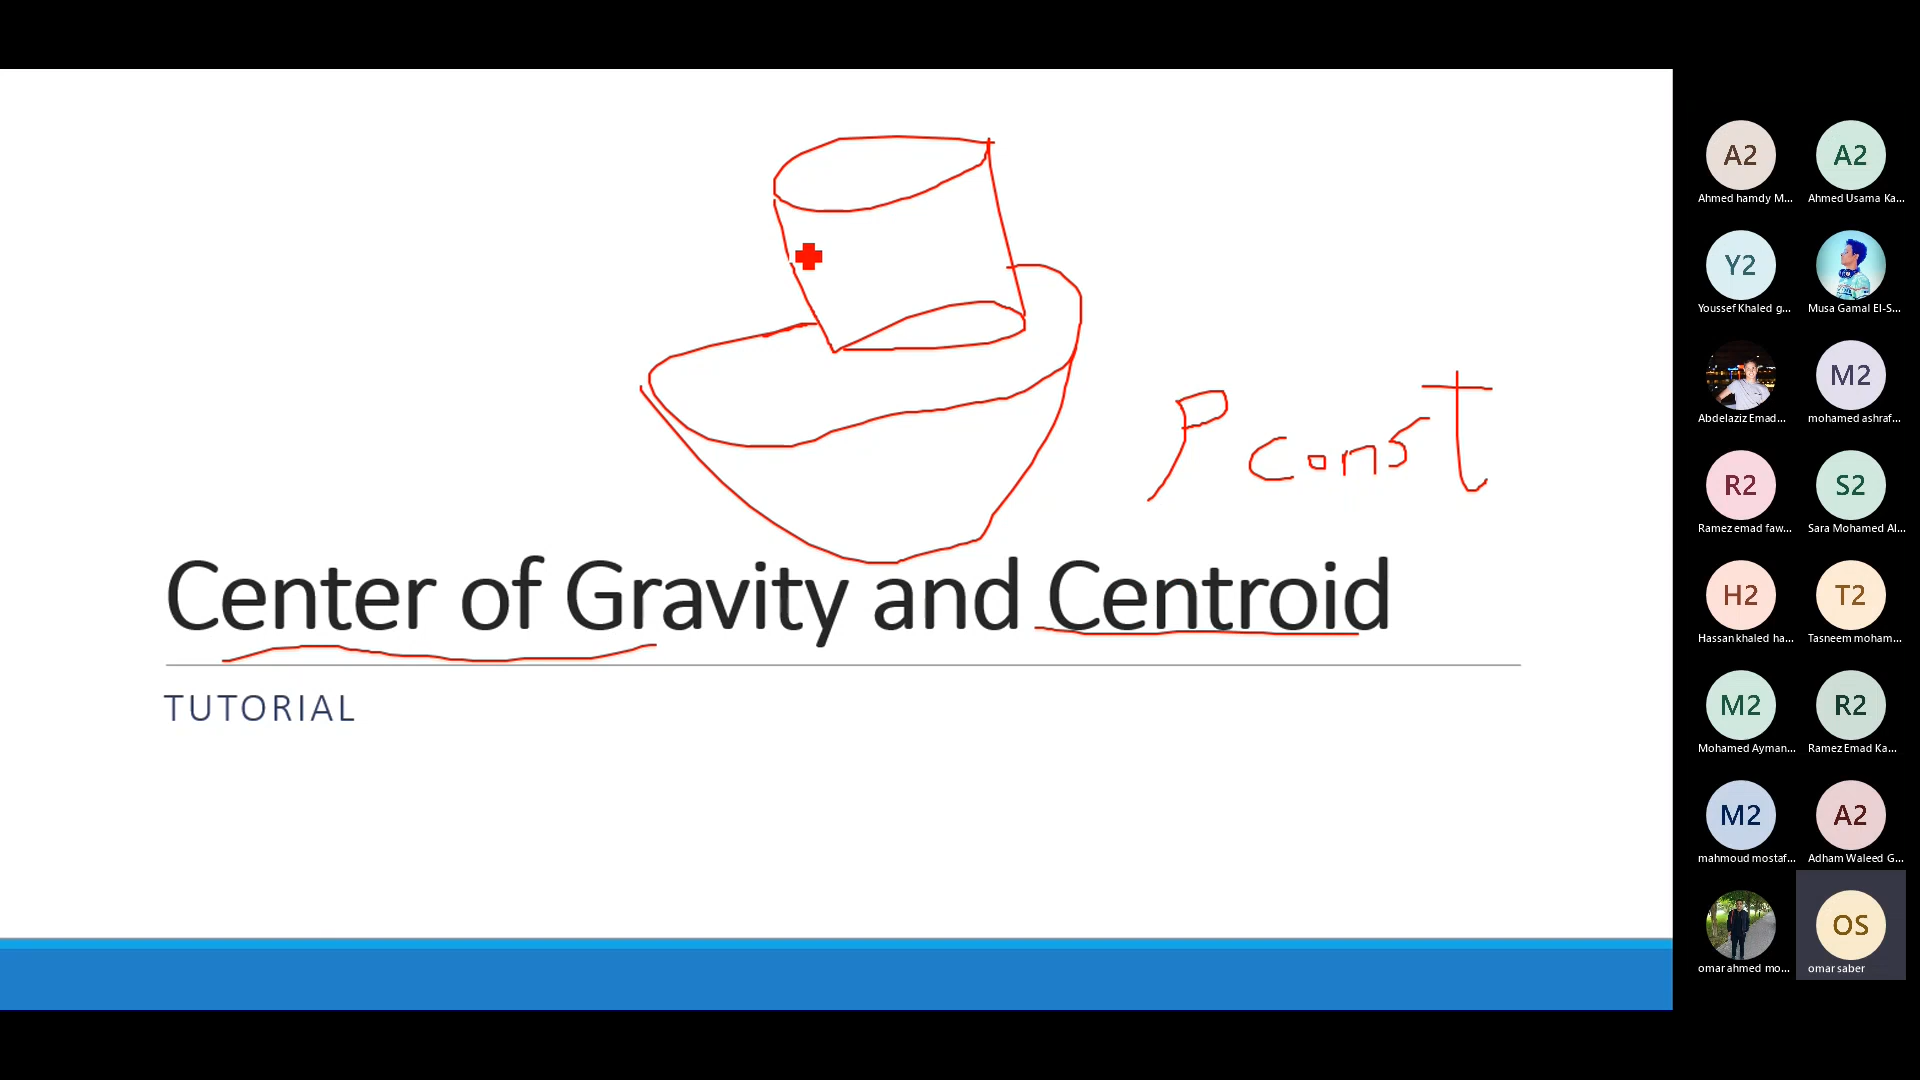 ρ const
Center of Gravity and Centroid
TUTORIAL
A2 A2
Ahmed hamdy M... Ahmed Usama Ka...
Y2
Youssef Khaled g... Musa Gamal El-S...
M2
Abdelaziz Emad... mohamed ashraf...
R2 S2
Ramez emad faw... Sara Mohamed Al...
H2 T2
Hassan khaled ha... Tasneem moham...
M2 R2
Mohamed Ayman... Ramez Emad Ka...
M2 A2
mahmoud mostaf... Adham Waleed G...
OS
omar ahmed mo... omar saber